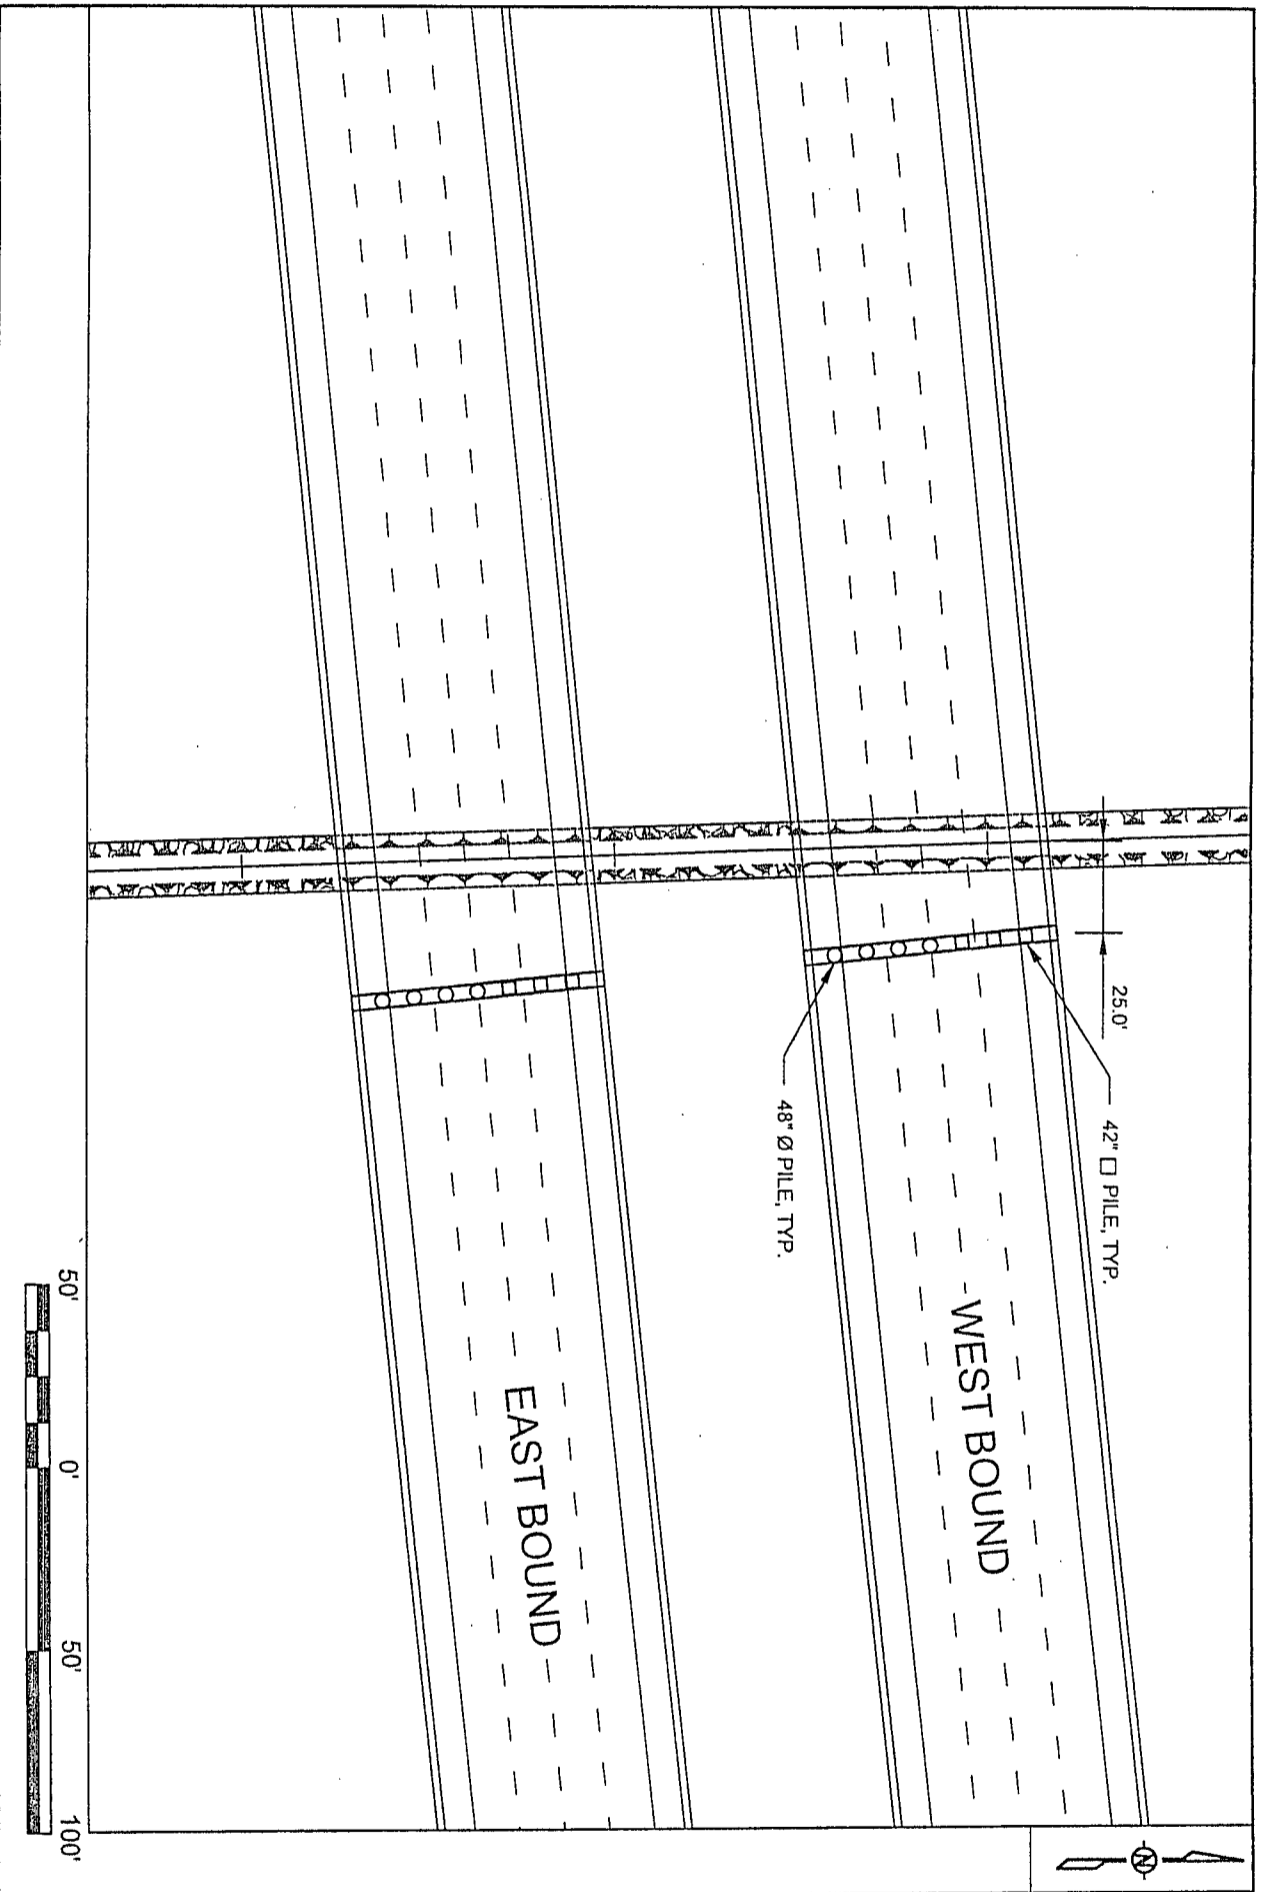 25.0'
42" □ PILE, TYP.
48" Ø PILE, TYP.
WEST BOUND
EAST BOUND
50' 0' 50' 100'
N